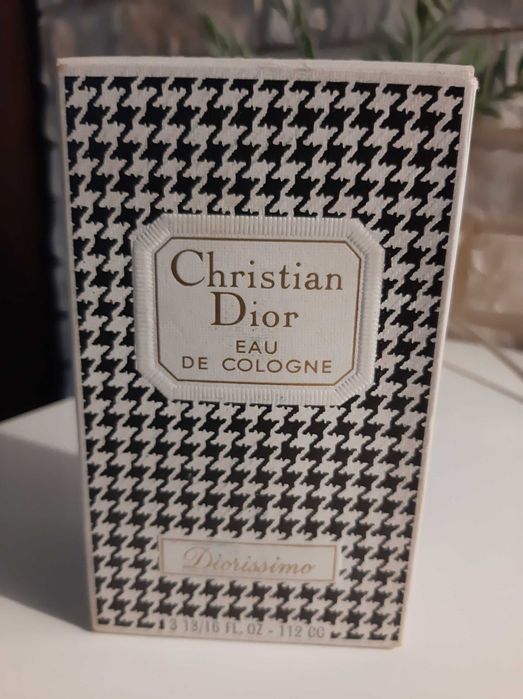 Christian
Dior
EAU
DE COLOGNE
Diorissimo
3 13/16 FL. OZ - 112 CC